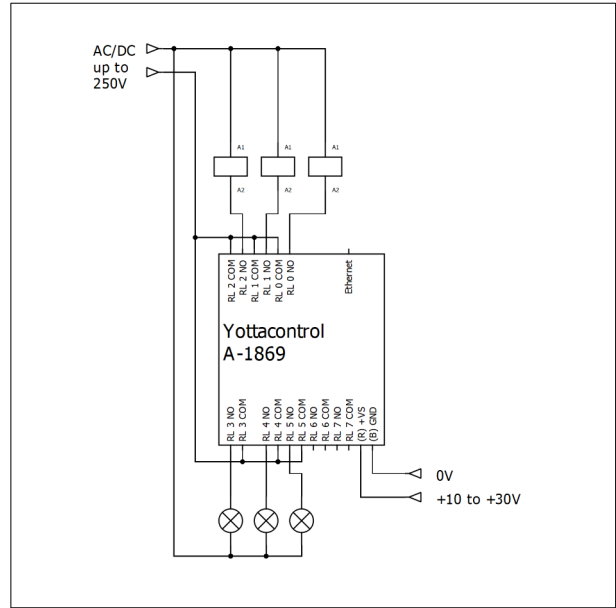 AC/DC
up to
250V
A1
A1
A1
A2
A2
A2
RL 2 COM
RL 2 NO
RL 1 COM
RL 1 NO
RL 0 COM
RL 0 NO
Ethernet
Yottacontrol
A-1869
RL 3 NO
RL 3 COM
RL 4 NO
RL 4 COM
RL 5 NO
RL 5 COM
RL 6 NO
RL 6 COM
RL 7 NO
RL 7 COM
(R) +VS
(B) GND
0V
+10 to +30V